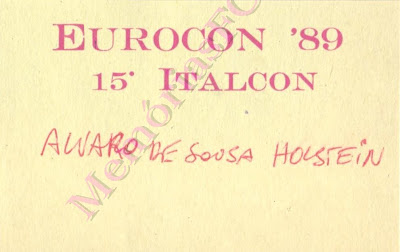 EUROCON '89
15° ITALCON
ALVARO DE SOUSA HOLSTEIN